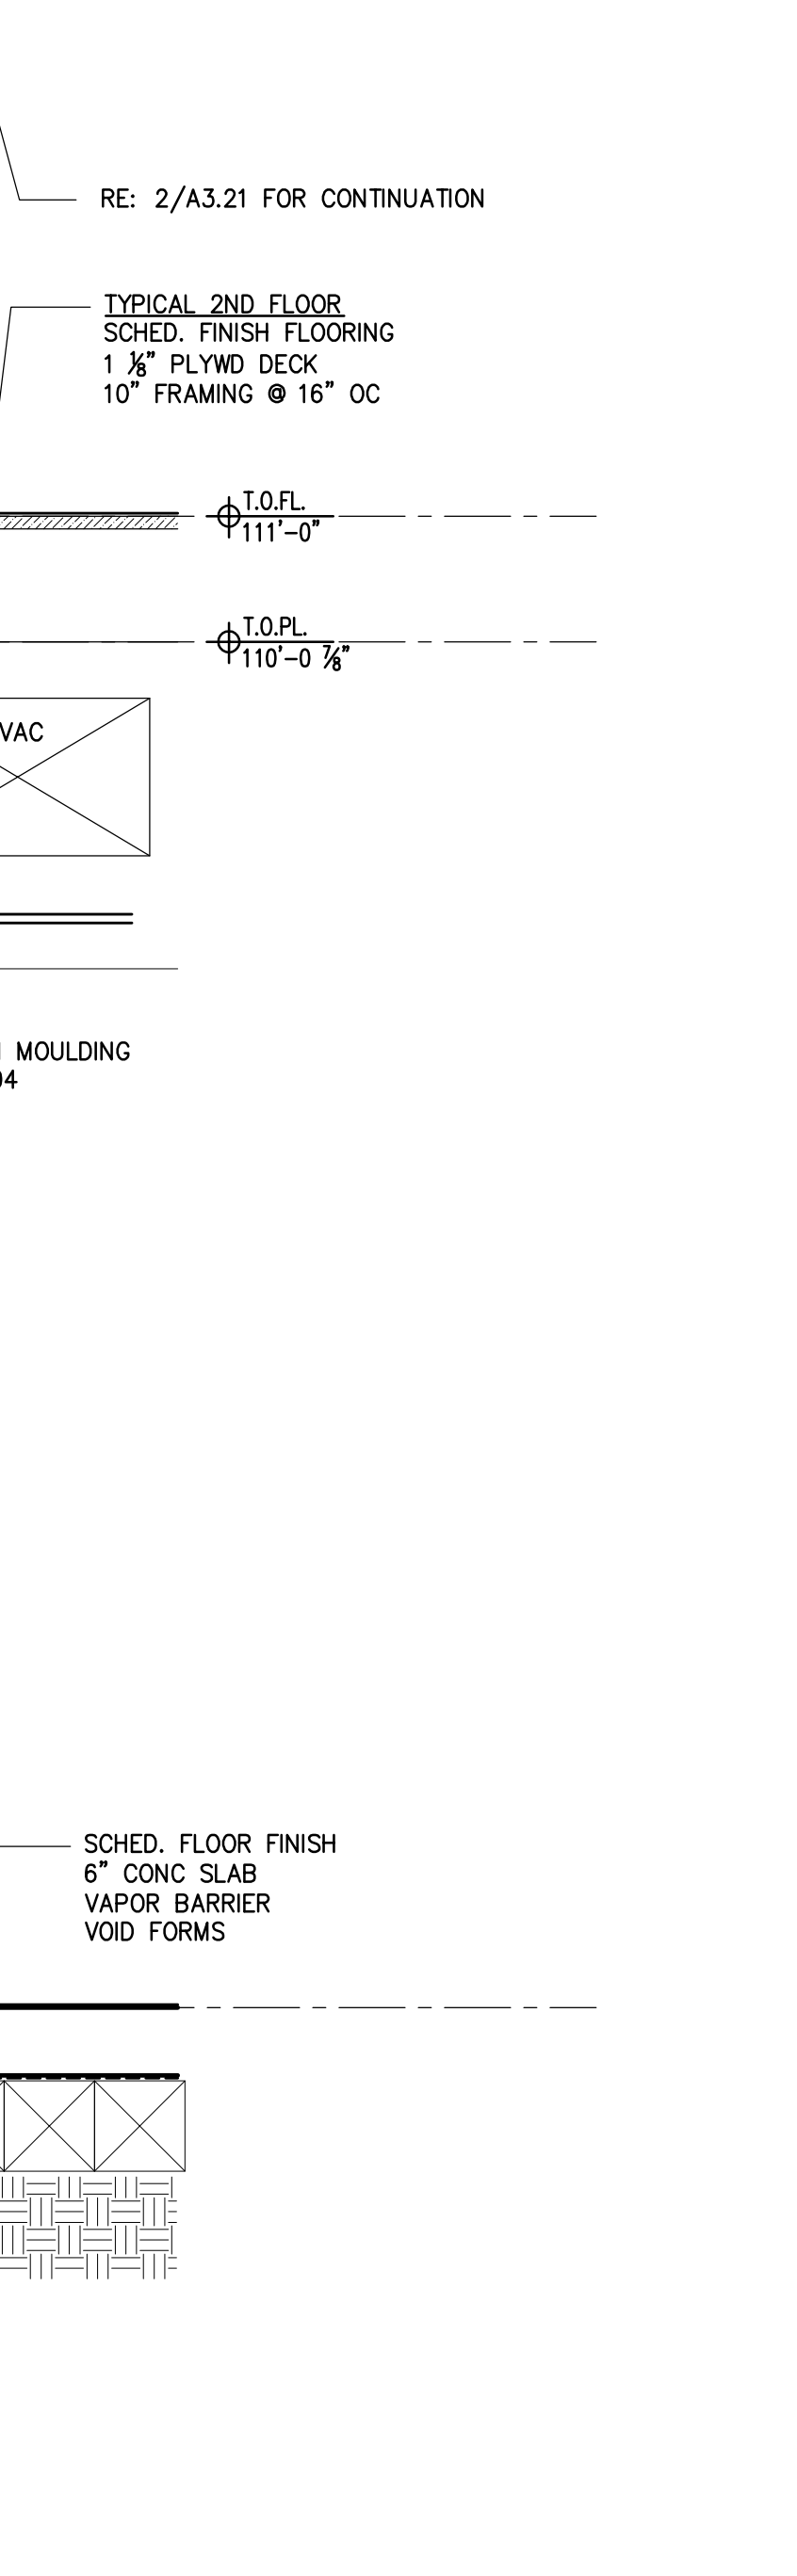 RE: 2/A3.21 FOR CONTINUATION
TYPICAL 2ND FLOOR
SCHED. FINISH FLOORING
1 ⅛” PLYWD DECK
10” FRAMING @ 16” OC
T.O.FL.
111’-0”
T.O.PL.
110’-0 ⅞”
VAC
MOULDING
04
SCHED. FLOOR FINISH
6” CONC SLAB
VAPOR BARRIER
VOID FORMS